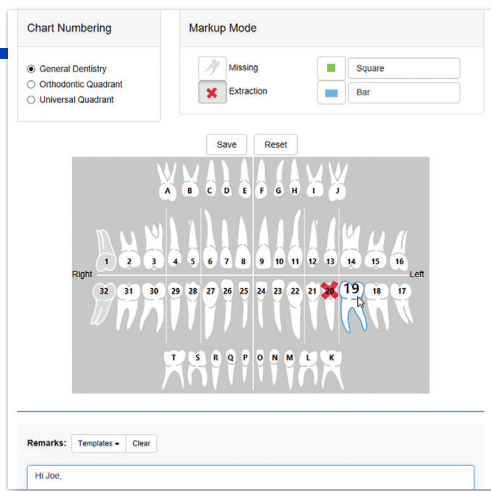 Chart Numbering
General Dentistry
Orthodontic Quadrant
Universal Quadrant
Markup Mode
Missing
Square
Extraction
Bar
Save Reset
A B C D E F G H I J
1 2 3 4 5 6 7 8 9 10 11 12 13 14 15 16
Right Left
32 31 30 29 28 27 26 25 24 23 22 21 20 19 18 17
T S R Q P O N M L K
Remarks: Templates Clear
Hi Joe,